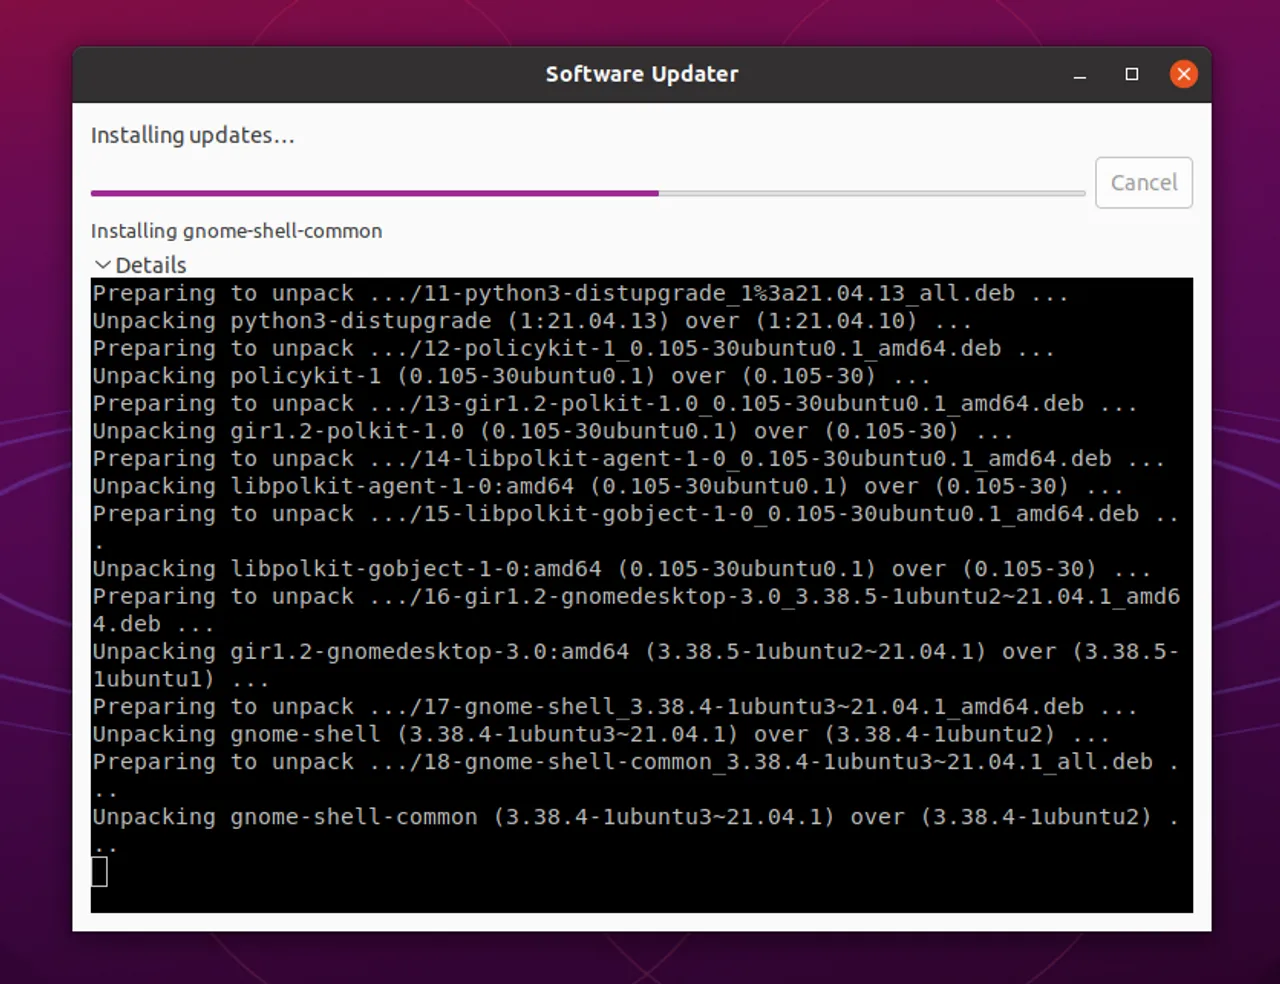 Software Updater
Installing updates...
Cancel
Installing gnome-shell-common
Details
Preparing to unpack .../11-python3-distupgrade_1%3a21.04.13_all.deb ...
Unpacking python3-distupgrade (1:21.04.13) over (1:21.04.10) ...
Preparing to unpack .../12-policykit-1_0.105-30ubuntu0.1_amd64.deb ...
Unpacking policykit-1 (0.105-30ubuntu0.1) over (0.105-30) ...
Preparing to unpack .../13-gir1.2-polkit-1.0_0.105-30ubuntu0.1_amd64.deb ...
Unpacking gir1.2-polkit-1.0 (0.105-30ubuntu0.1) over (0.105-30) ...
Preparing to unpack .../14-libpolkit-agent-1-0_0.105-30ubuntu0.1_amd64.deb ...
Unpacking libpolkit-agent-1-0:amd64 (0.105-30ubuntu0.1) over (0.105-30) ...
Preparing to unpack .../15-libpolkit-gobject-1-0_0.105-30ubuntu0.1_amd64.deb ..
.
Unpacking libpolkit-gobject-1-0:amd64 (0.105-30ubuntu0.1) over (0.105-30) ...
Preparing to unpack .../16-gir1.2-gnomedesktop-3.0_3.38.5-1ubuntu2~21.04.1_amd6
4.deb ...
Unpacking gir1.2-gnomedesktop-3.0:amd64 (3.38.5-1ubuntu2~21.04.1) over (3.38.5-
1ubuntu1) ...
Preparing to unpack .../17-gnome-shell_3.38.4-1ubuntu3~21.04.1_amd64.deb ...
Unpacking gnome-shell (3.38.4-1ubuntu3~21.04.1) over (3.38.4-1ubuntu2) ...
Preparing to unpack .../18-gnome-shell-common_3.38.4-1ubuntu3~21.04.1_all.deb .
..
Unpacking gnome-shell-common (3.38.4-1ubuntu3~21.04.1) over (3.38.4-1ubuntu2) .
..